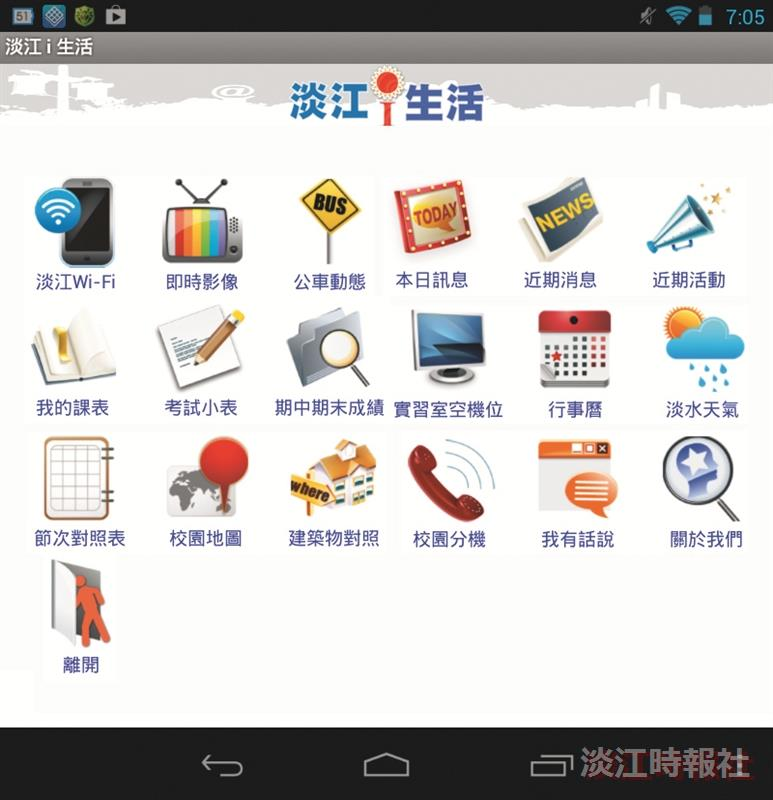 51
7:05
淡江 i 生活
淡江i生活
BUS
TODAY
NEWS
淡江Wi-Fi
即時影像
公車動態
本日訊息
近期消息
近期活動
我的課表
考試小表
期中期末成績
實習室空機位
行事曆
淡水天氣
where
節次對照表
校園地圖
建築物對照
校園分機
我有話說
關於我們
離開
淡江時報社